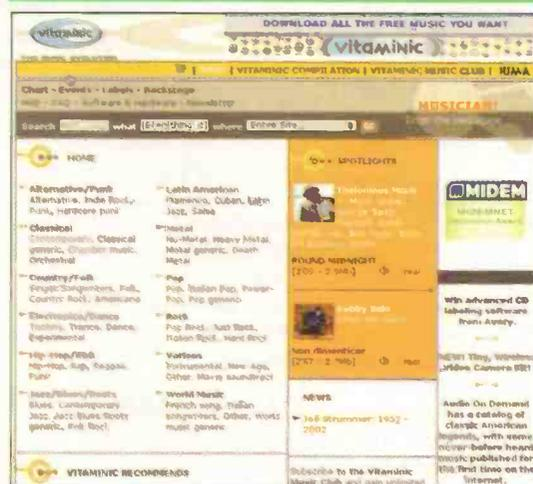 DOWNLOAD ALL THE FREE MUSIC YOU WANT
vitaminic
vitaminic
| VITAMINIC COMPILATION | VITAMINIC MUSIC CLUB |
Chart - Events - Labels - Backstage
MUSICIAN!
Search what where Entire Site...
HOME
SPOTLIGHTS
Alternative/Punk
Alternative, Indie Rock,
Punk, Hardcore punk
Latin American
Flamenco, Cuban, Latin
Jazz, Salsa
Classical
Contemporary, Classical
generic, Chamber music,
Orchestral
Metal
Nu-Metal, Heavy Metal,
Metal generic, Death
Metal
Country/Folk
Singer Songwriters, Folk,
Country Rock, Americana
Pop
Pop, Italian Pop, Power-
Pop, Pop generic
Electronica/Dance
Techno, Trance, Dance,
Experimental
Rock
Pop Rock, Just Rock,
Italian Rock, Hard Rock
Hip-Hop/R&B
Hip-Hop, Rap, Reggae,
Funk
Various
Instrumental, New Age,
Other, Movie soundtrack
Jazz/Blues/Roots
Blues, Contemporary
Jazz, Jazz Blues Roots
generic, Folk Rock
World Music
French song, Italian
songwriters, Other, World
music generic
VITAMINIC RECOMMENDS
Thelonious Monk
ROUND MIDNIGHT
Bobby Solo
Non dimenticar
NEWS
Joe Strummer 1952 -
2002
Subscribe to the Vitaminic
Music Club and gain unlimited
MIDEM
Win advanced CD
labeling software
from Avery.
NEW! Tiny, Wireless
Video Camera
Audio On Demand
has a catalog of
classic American
legends, with some
never-before heard
music published for
the first time on the
Internet.